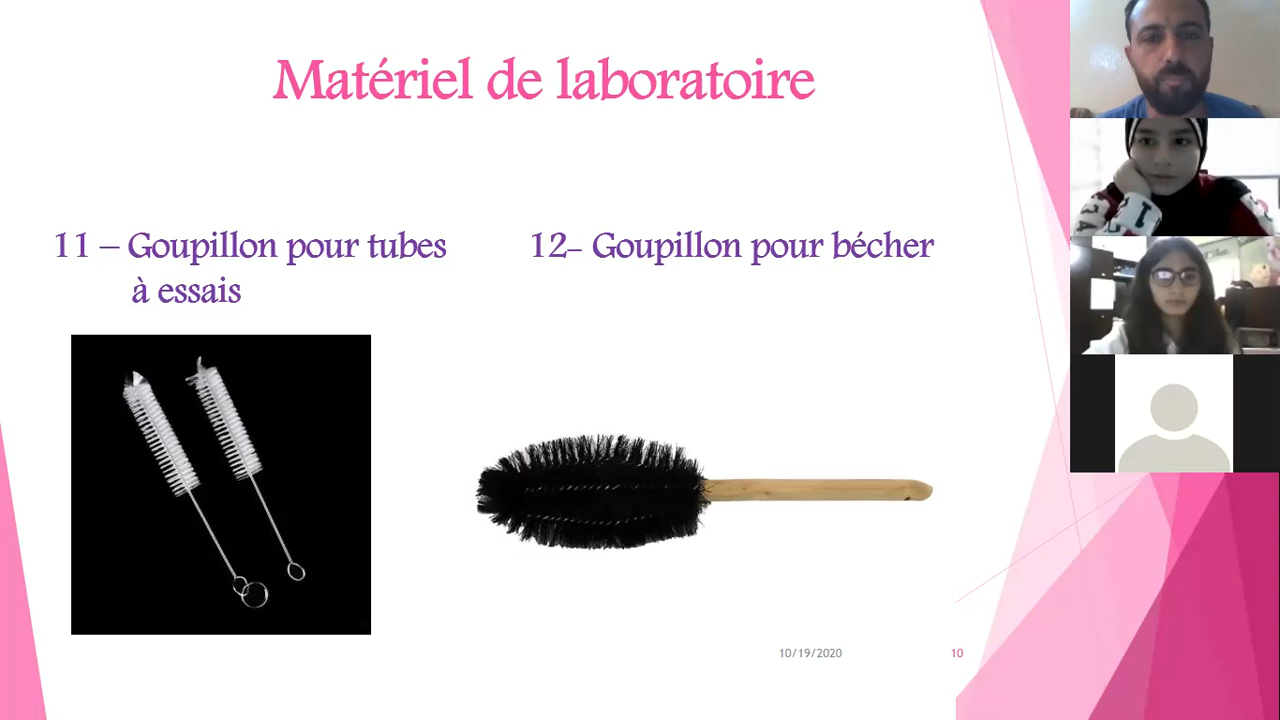 Matériel de laboratoire
11 – Goupillon pour tubes
à essais
12- Goupillon pour bécher
10/19/2020
10